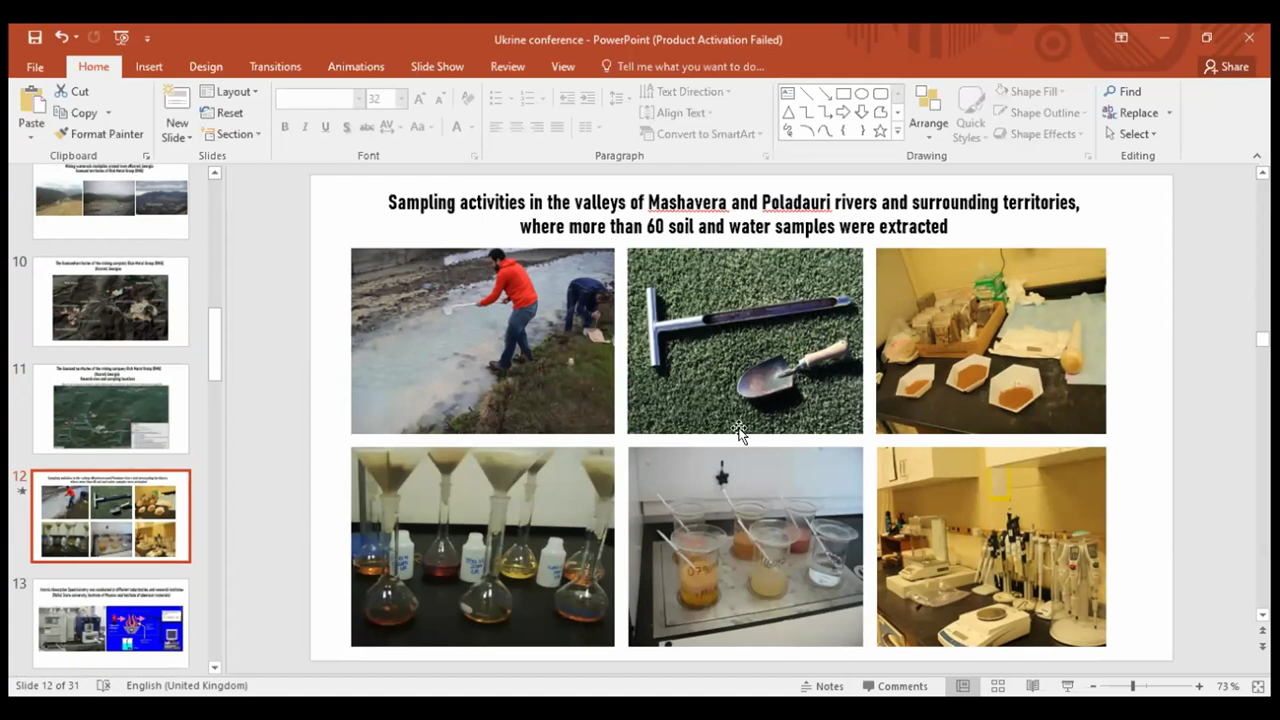 Ukrine conference - PowerPoint (Product Activation Failed)
File Home Insert Design Transitions Animations Slide Show Review View Tell me what you want to do... Share
Paste
Cut
Copy
Format Painter
Clipboard
New Slide
Layout
Reset
Section
Slides
32
B I U S abc AV Aa A
Font
Text Direction
Align Text
Convert to SmartArt
Paragraph
Arrange
Quick Styles
Shape Fill
Shape Outline
Shape Effects
Drawing
Find
Replace
Select
Editing
10
11
12
13
Sampling activities in the valleys of Mashavera and Poladauri rivers and surrounding territories,
where more than 60 soil and water samples were extracted
Slide 12 of 31 English (United Kingdom) Notes Comments 73 %